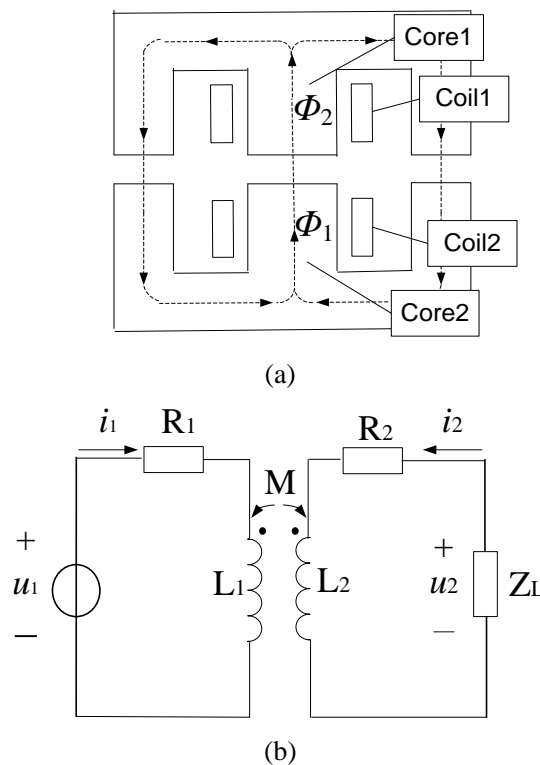 Core1
Φ2
Coil1
Φ1
Coil2
Core2
(a)
i1
R1
R2
i2
M
+
u1
−
L1
L2
+
u2
−
ZL
(b)